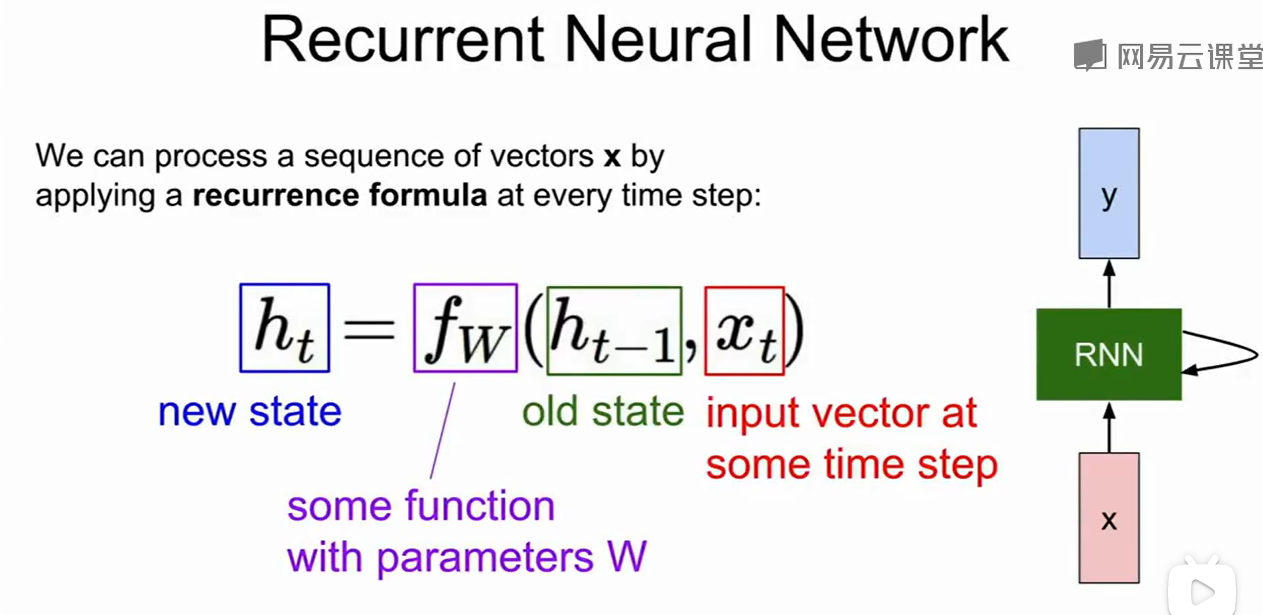 Recurrent Neural Network
网易云课堂
We can process a sequence of vectors x by
applying a recurrence formula at every time step:
h_t = f_W(h_{t-1}, x_t)
new state
old state
input vector at
some time step
some function
with parameters W
y
RNN
x